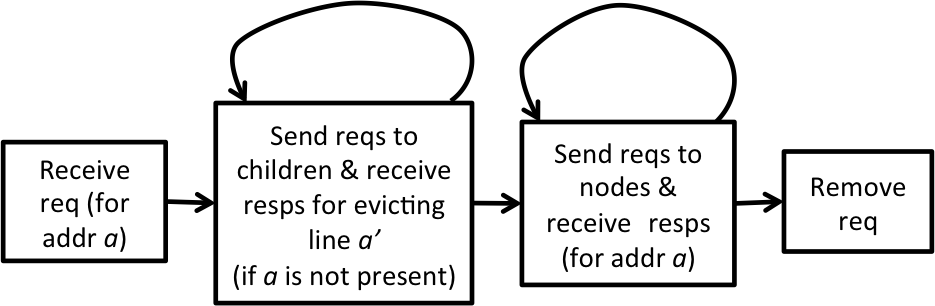 Receive
req (for
addr a)
Send reqs to
children & receive
resps for evicting
line a’
(if a is not present)
Send reqs to
nodes &
receive resps
(for addr a)
Remove
req